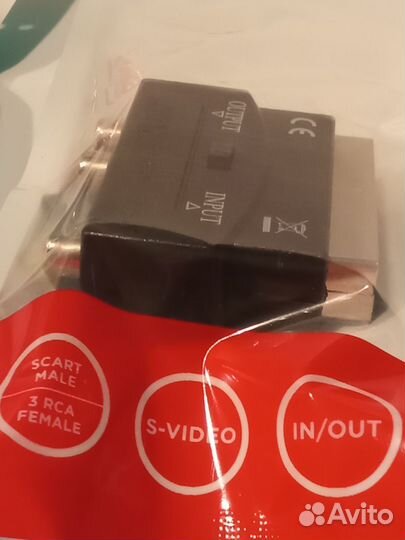 OUTPUT
INPUT
CE
SCART
MALE
3 RCA
FEMALE
S-VIDEO
IN/OUT
Avito